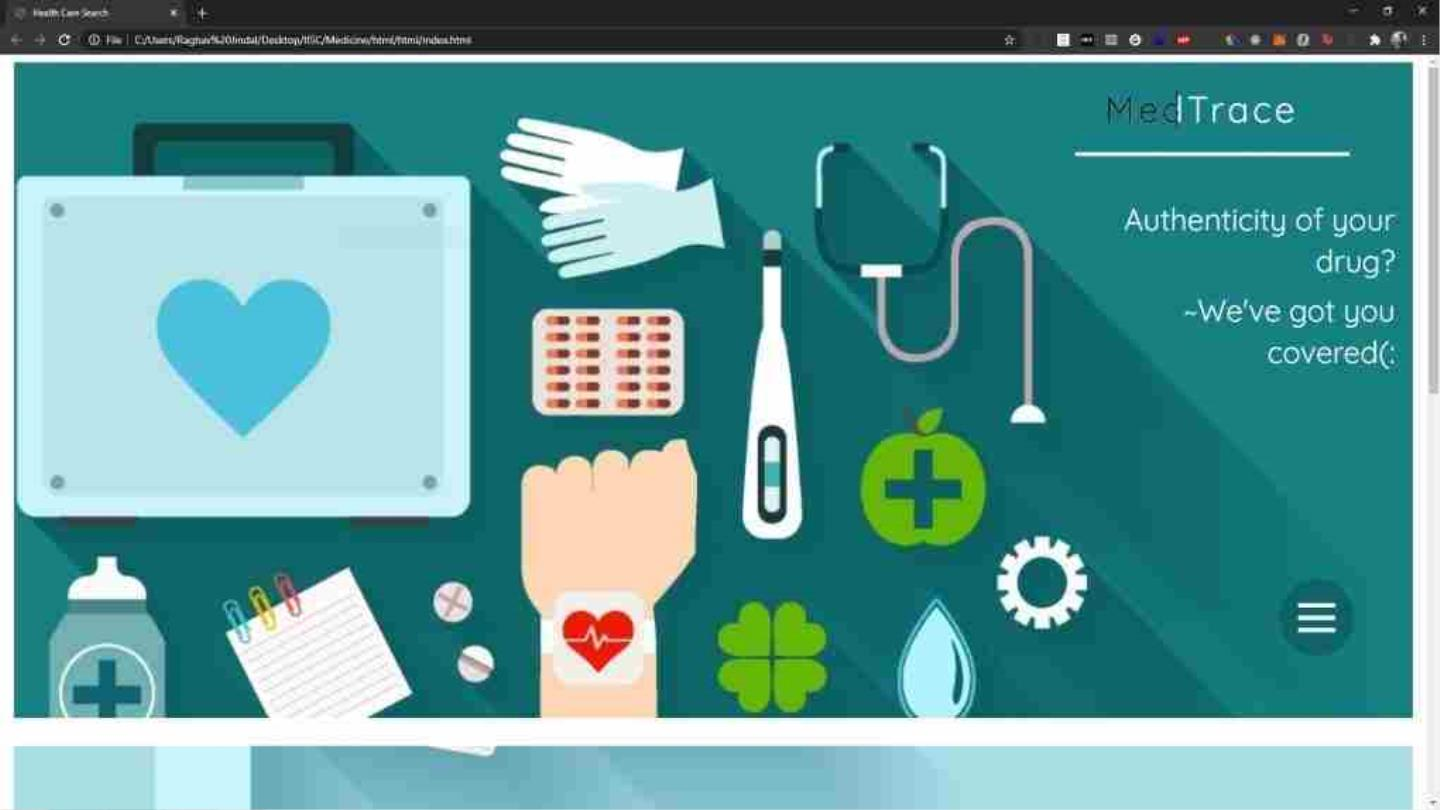 Health Care Search
File
C:/Users/Raghav%20Jindal/Desktop/IIGC/Medicine/html/html/index.html
MedTrace
Authenticity of your
drug?
~We've got you
covered(: